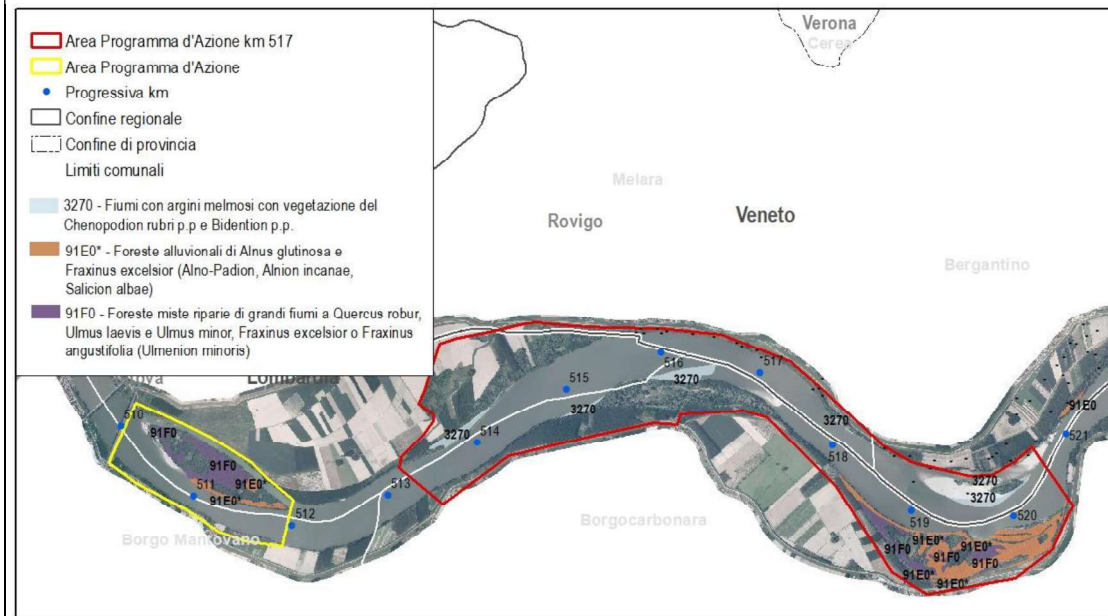 Area Programma d'Azione km 517
Area Programma d'Azione
Progressiva km
Confine regionale
Confine di provincia
Limiti comunali
3270 - Fiumi con argini melmosi con vegetazione del
Chenopodion rubri p.p e Bidention p.p.
91E0* - Foreste alluvionali di Alnus glutinosa e
Fraxinus excelsior (Alno-Padion, Alnion incanae,
Salicion albae)
91F0 - Foreste miste riparie di grandi fiumi a Quercus robur,
Ulmus laevis e Ulmus minor, Fraxinus excelsior o Fraxinus
angustifolia (Ulmenion minoris)
Verona
Cerea
Melara
Rovigo
Veneto
Bergantino
Lombardia
510
91F0
91F0
91E0*
511
91E0*
512
513
Borgo Mantovano
514
3270
515
3270
516
3270
517
518
Borgocarbonara
519
520
521
91E0
3270
3270
91F0
91E0*
91F0
91E0*
91F0
91E0*
91E0*